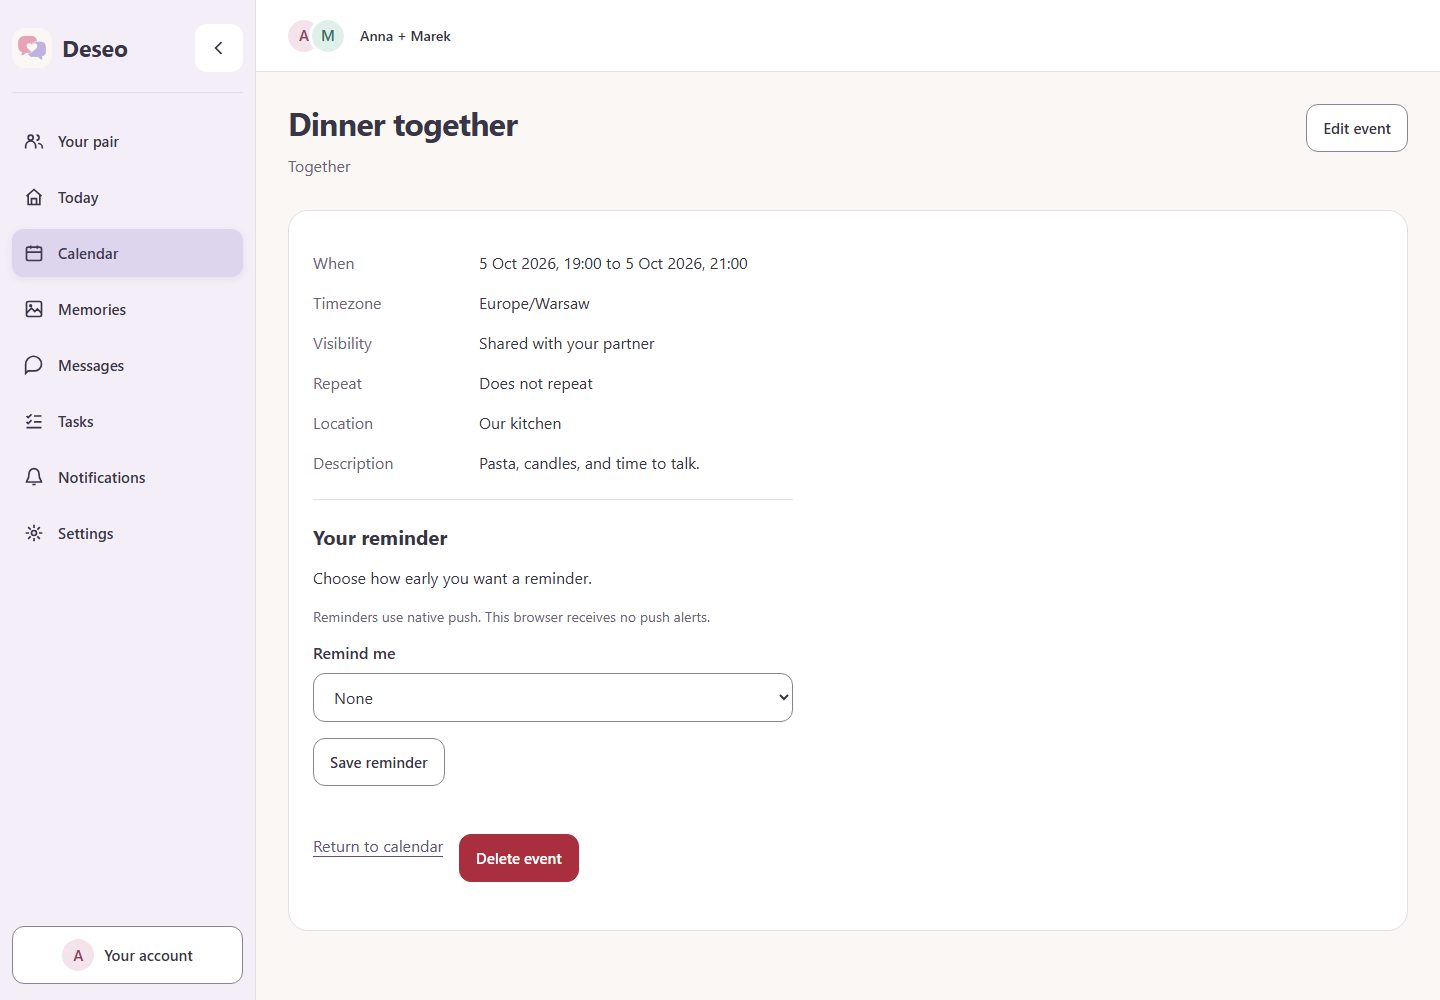 Deseo
Your pair
Today
Calendar
Memories
Messages
Tasks
Notifications
Settings
A Your account
A M Anna + Marek
Dinner together
Together
Edit event
When 5 Oct 2026, 19:00 to 5 Oct 2026, 21:00
Timezone Europe/Warsaw
Visibility Shared with your partner
Repeat Does not repeat
Location Our kitchen
Description Pasta, candles, and time to talk.
Your reminder
Choose how early you want a reminder.
Reminders use native push. This browser receives no push alerts.
Remind me
None
Save reminder
Return to calendar
Delete event